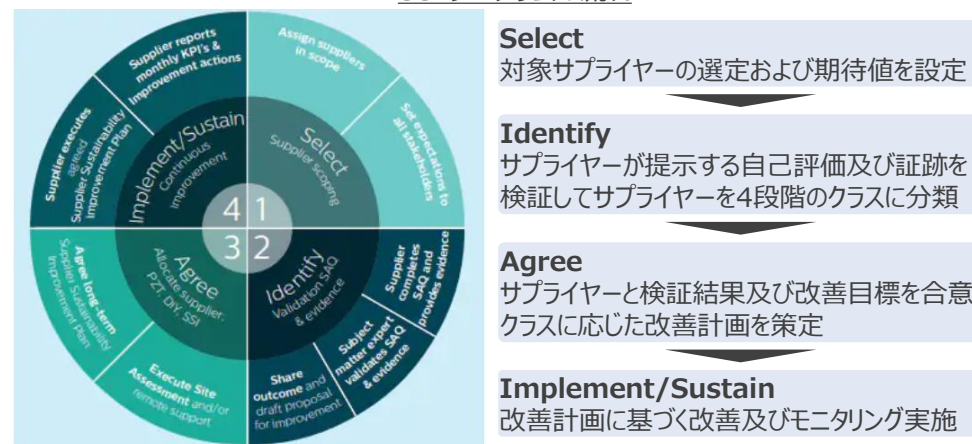 Supplier reports
monthly KPI's &
Improvement actions
Assign suppliers
in scope
Set expectations to
all stakeholders
Supplier executes
agreed
Supplier Sustainability
Improvement Plan
Implement/Sustain
Continuous
improvement
Select
Supplier scoping
4
1
3
2
Agree
Allocate supplier:
PZT, DIY, SSI
Identify
Validation SAQ
& evidence
Supplier
completes
SAQ and
provides evidence
Subject
matter expert
validates SAQ
& evidence
Share
outcome and
draft proposal
for improvement
Execute Site
Assessment and/or
remote support
Agree long-term
Supplier Sustainability
Improvement Plan
Select
対象サプライヤーの選定および期待値を設定
Identify
サプライヤーが提示する自己評価及び証跡を
検証してサプライヤーを4段階のクラスに分類
Agree
サプライヤーと検証結果及び改善目標を合意
クラスに応じた改善計画を策定
Implement/Sustain
改善計画に基づく改善及びモニタリング実施